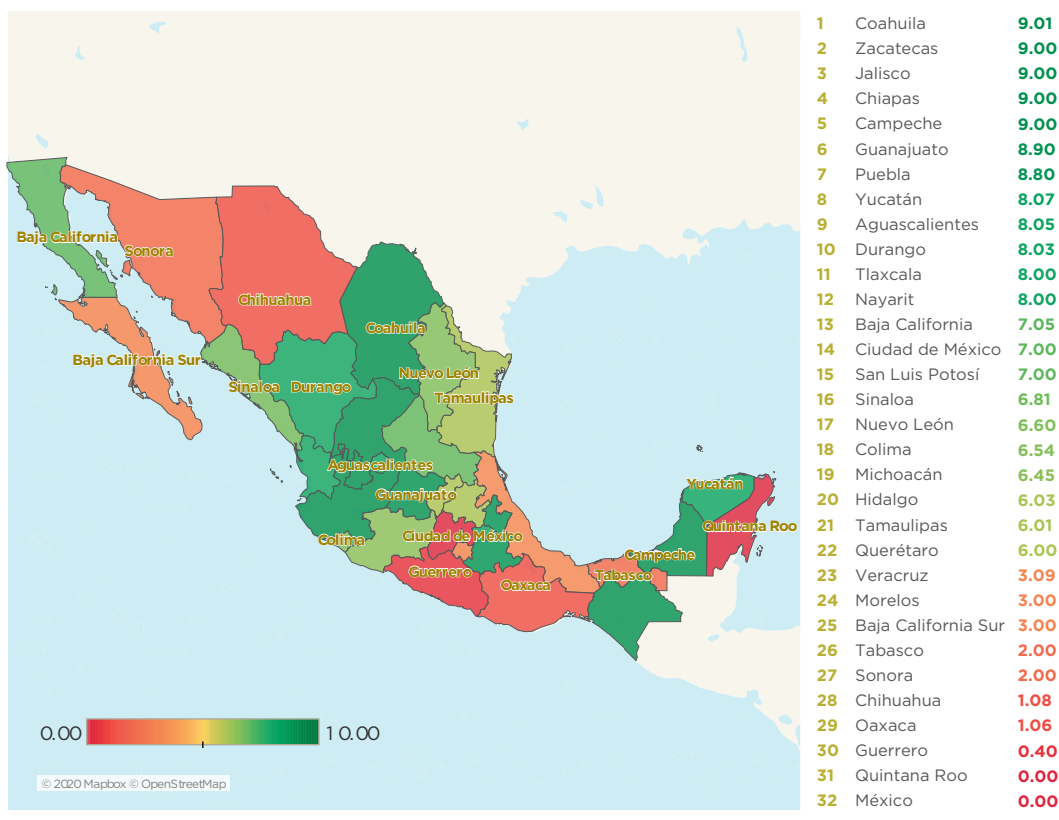 Baja California
Sonora
Chihuahua
Coahuila
Baja California Sur
Nuevo León
Sinaloa
Durango
Tamaulipas
Aguascalientes
Guanajuato
Yucatán
Quintana Roo
Ciudad de México
Colima
Campeche
Guerrero
Tabasco
Oaxaca
0.00
10.00
© 2020 Mapbox © OpenStreetMap
1 Coahuila 9.01
2 Zacatecas 9.00
3 Jalisco 9.00
4 Chiapas 9.00
5 Campeche 9.00
6 Guanajuato 8.90
7 Puebla 8.80
8 Yucatán 8.07
9 Aguascalientes 8.05
10 Durango 8.03
11 Tlaxcala 8.00
12 Nayarit 8.00
13 Baja California 7.05
14 Ciudad de México 7.00
15 San Luis Potosí 7.00
16 Sinaloa 6.81
17 Nuevo León 6.60
18 Colima 6.54
19 Michoacán 6.45
20 Hidalgo 6.03
21 Tamaulipas 6.01
22 Querétaro 6.00
23 Veracruz 3.09
24 Morelos 3.00
25 Baja California Sur 3.00
26 Tabasco 2.00
27 Sonora 2.00
28 Chihuahua 1.08
29 Oaxaca 1.06
30 Guerrero 0.40
31 Quintana Roo 0.00
32 México 0.00